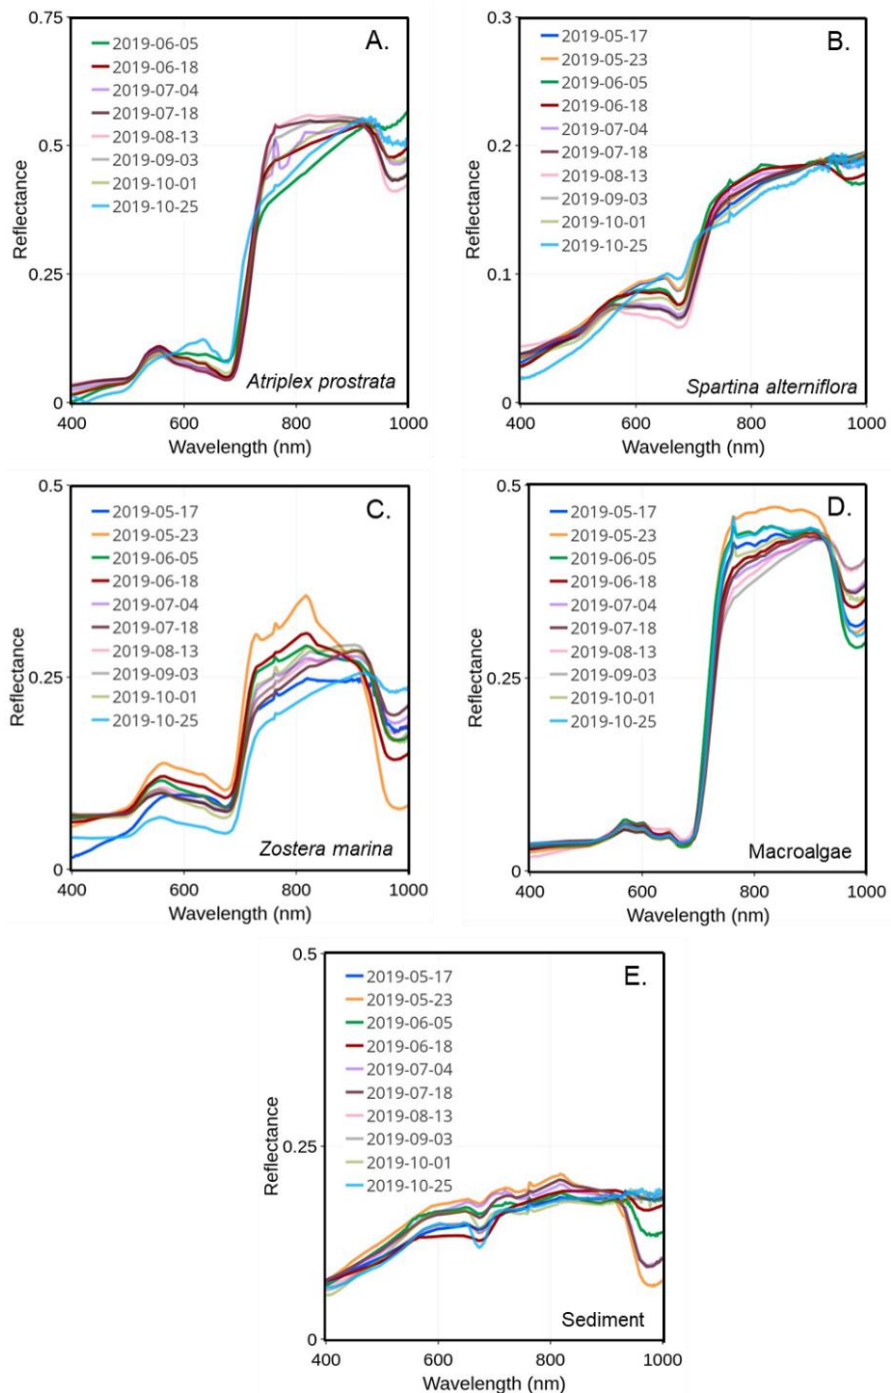 0.75
A.
2019-06-05
2019-06-18
2019-07-04
2019-07-18
2019-08-13
2019-09-03
2019-10-01
2019-10-25
0.5
0.25
0
Reflectance
Atriplex prostrata
400 600 800 1000
Wavelength (nm)
0.3
B.
2019-05-17
2019-05-23
2019-06-05
2019-06-18
2019-07-04
2019-07-18
2019-08-13
2019-09-03
2019-10-01
2019-10-25
0.2
0.1
0
Reflectance
Spartina alterniflora
400 600 800 1000
Wavelength (nm)
0.5
C.
2019-05-17
2019-05-23
2019-06-05
2019-06-18
2019-07-04
2019-07-18
2019-08-13
2019-09-03
2019-10-01
2019-10-25
0.25
0
Reflectance
Zostera marina
400 600 800 1000
Wavelength (nm)
0.5
D.
2019-05-17
2019-05-23
2019-06-05
2019-06-18
2019-07-04
2019-07-18
2019-08-13
2019-09-03
2019-10-01
2019-10-25
0.25
0
Reflectance
Macroalgae
400 600 800 1000
Wavelength (nm)
0.5
E.
2019-05-17
2019-05-23
2019-06-05
2019-06-18
2019-07-04
2019-07-18
2019-08-13
2019-09-03
2019-10-01
2019-10-25
0.25
0
Reflectance
Sediment
400 600 800 1000
Wavelength (nm)